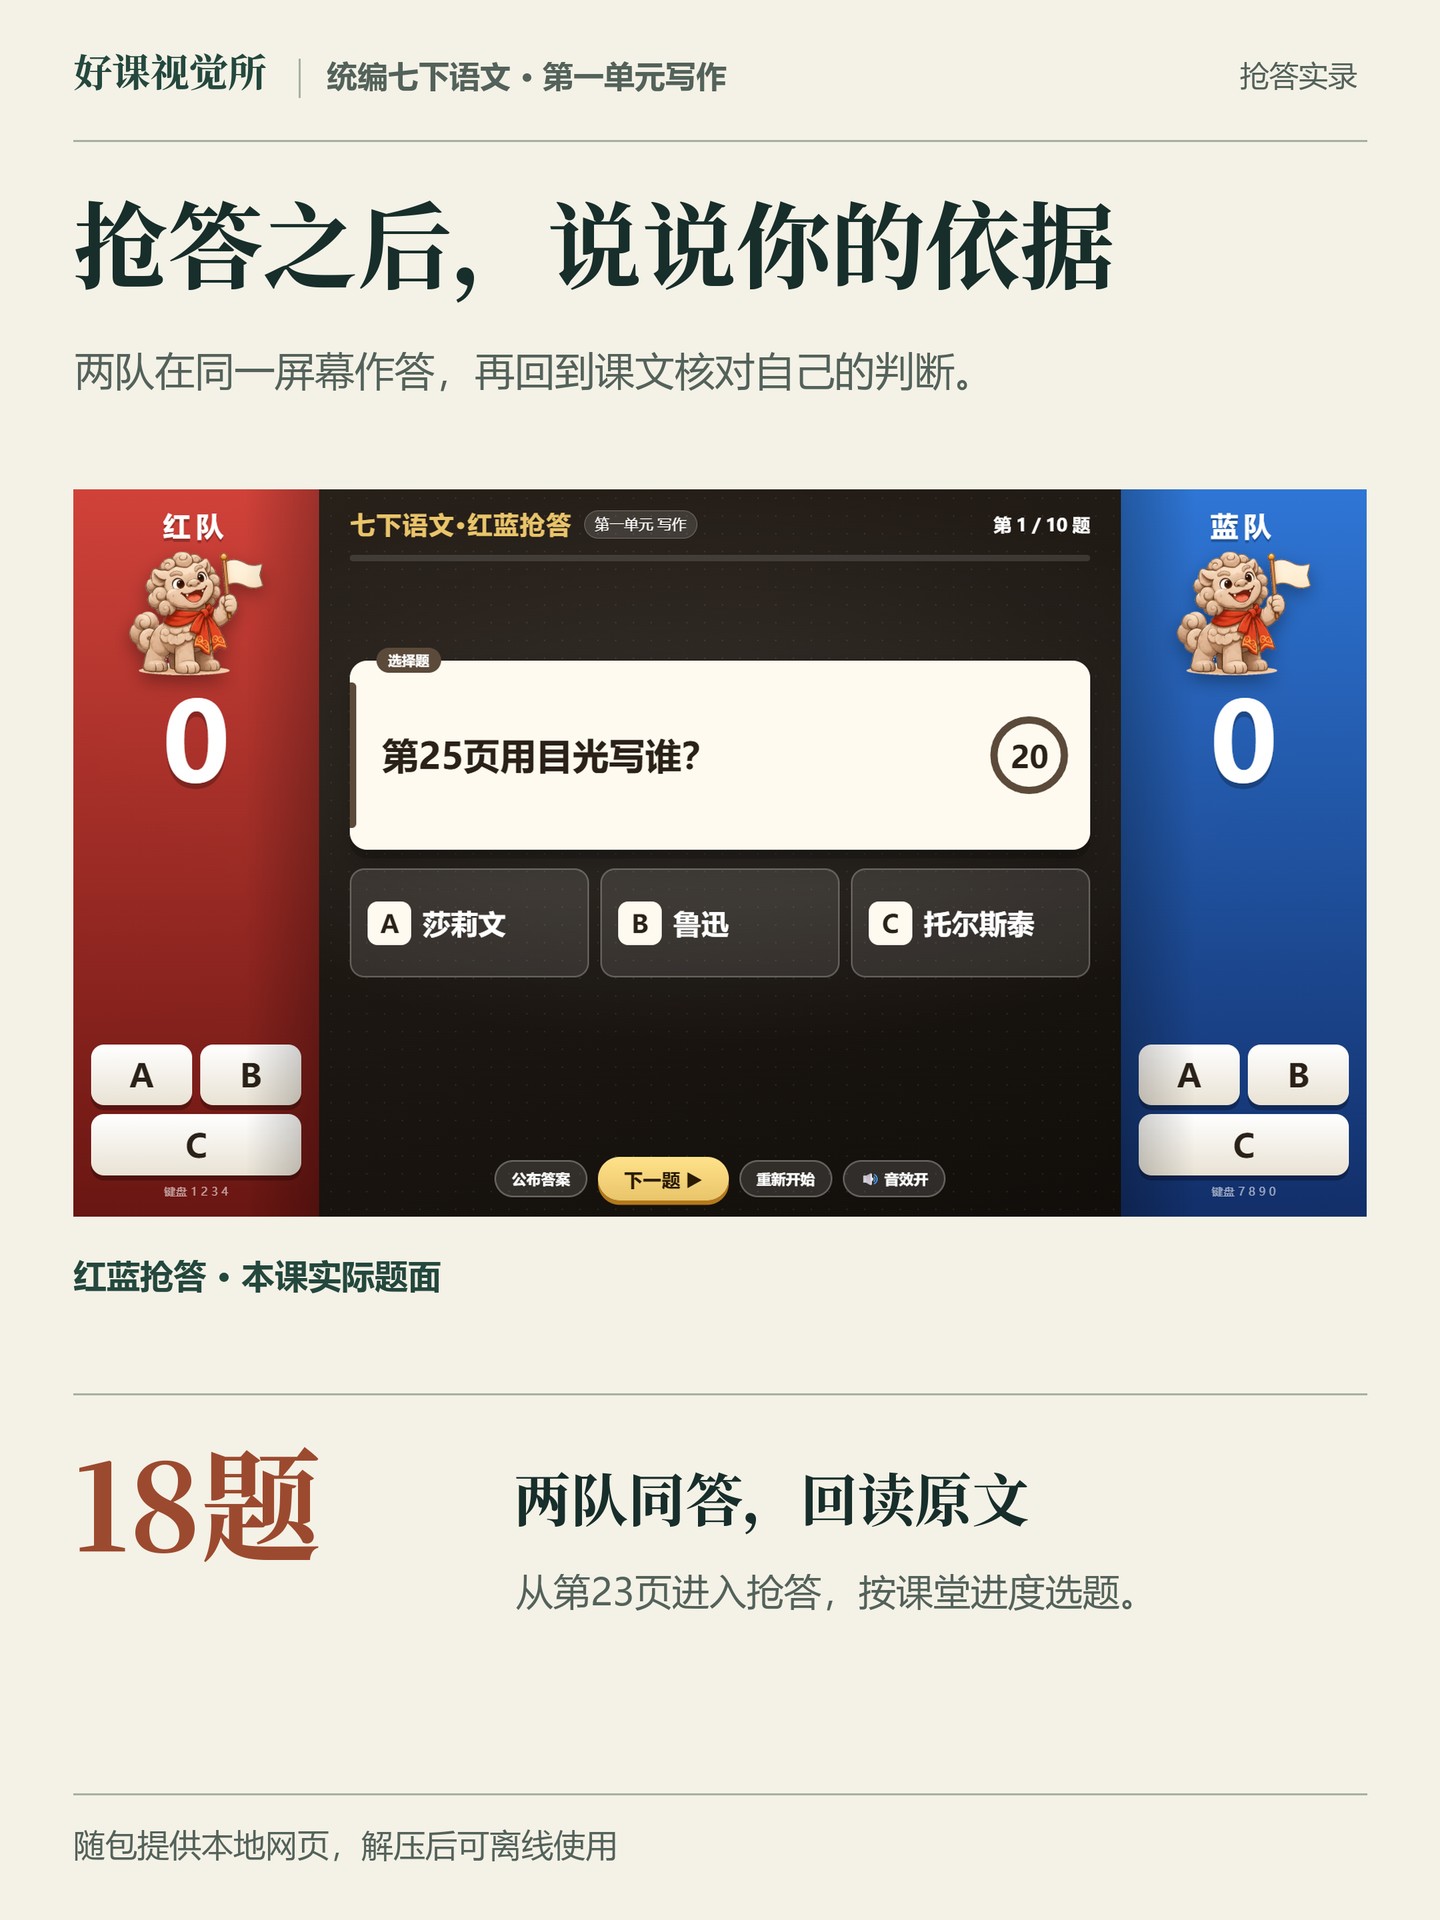 好课视觉所
统编七下语文·第一单元写作
抢答实录
抢答之后，说说你的依据
两队在同一屏幕作答，再回到课文核对自己的判断。
红队
0
A
B
C
键盘 1 2 3 4
七下语文·红蓝抢答
第一单元 写作
第 1 / 10 题
选择题
第25页用目光写谁？
20
A 莎莉文
B 鲁迅
C 托尔斯泰
公布答案
下一题 ▶
重新开始
🔊 音效开
蓝队
0
A
B
C
键盘 7 8 9 0
红蓝抢答·本课实际题面
18题
两队同答，回读原文
从第23页进入抢答，按课堂进度选题。
随包提供本地网页，解压后可离线使用